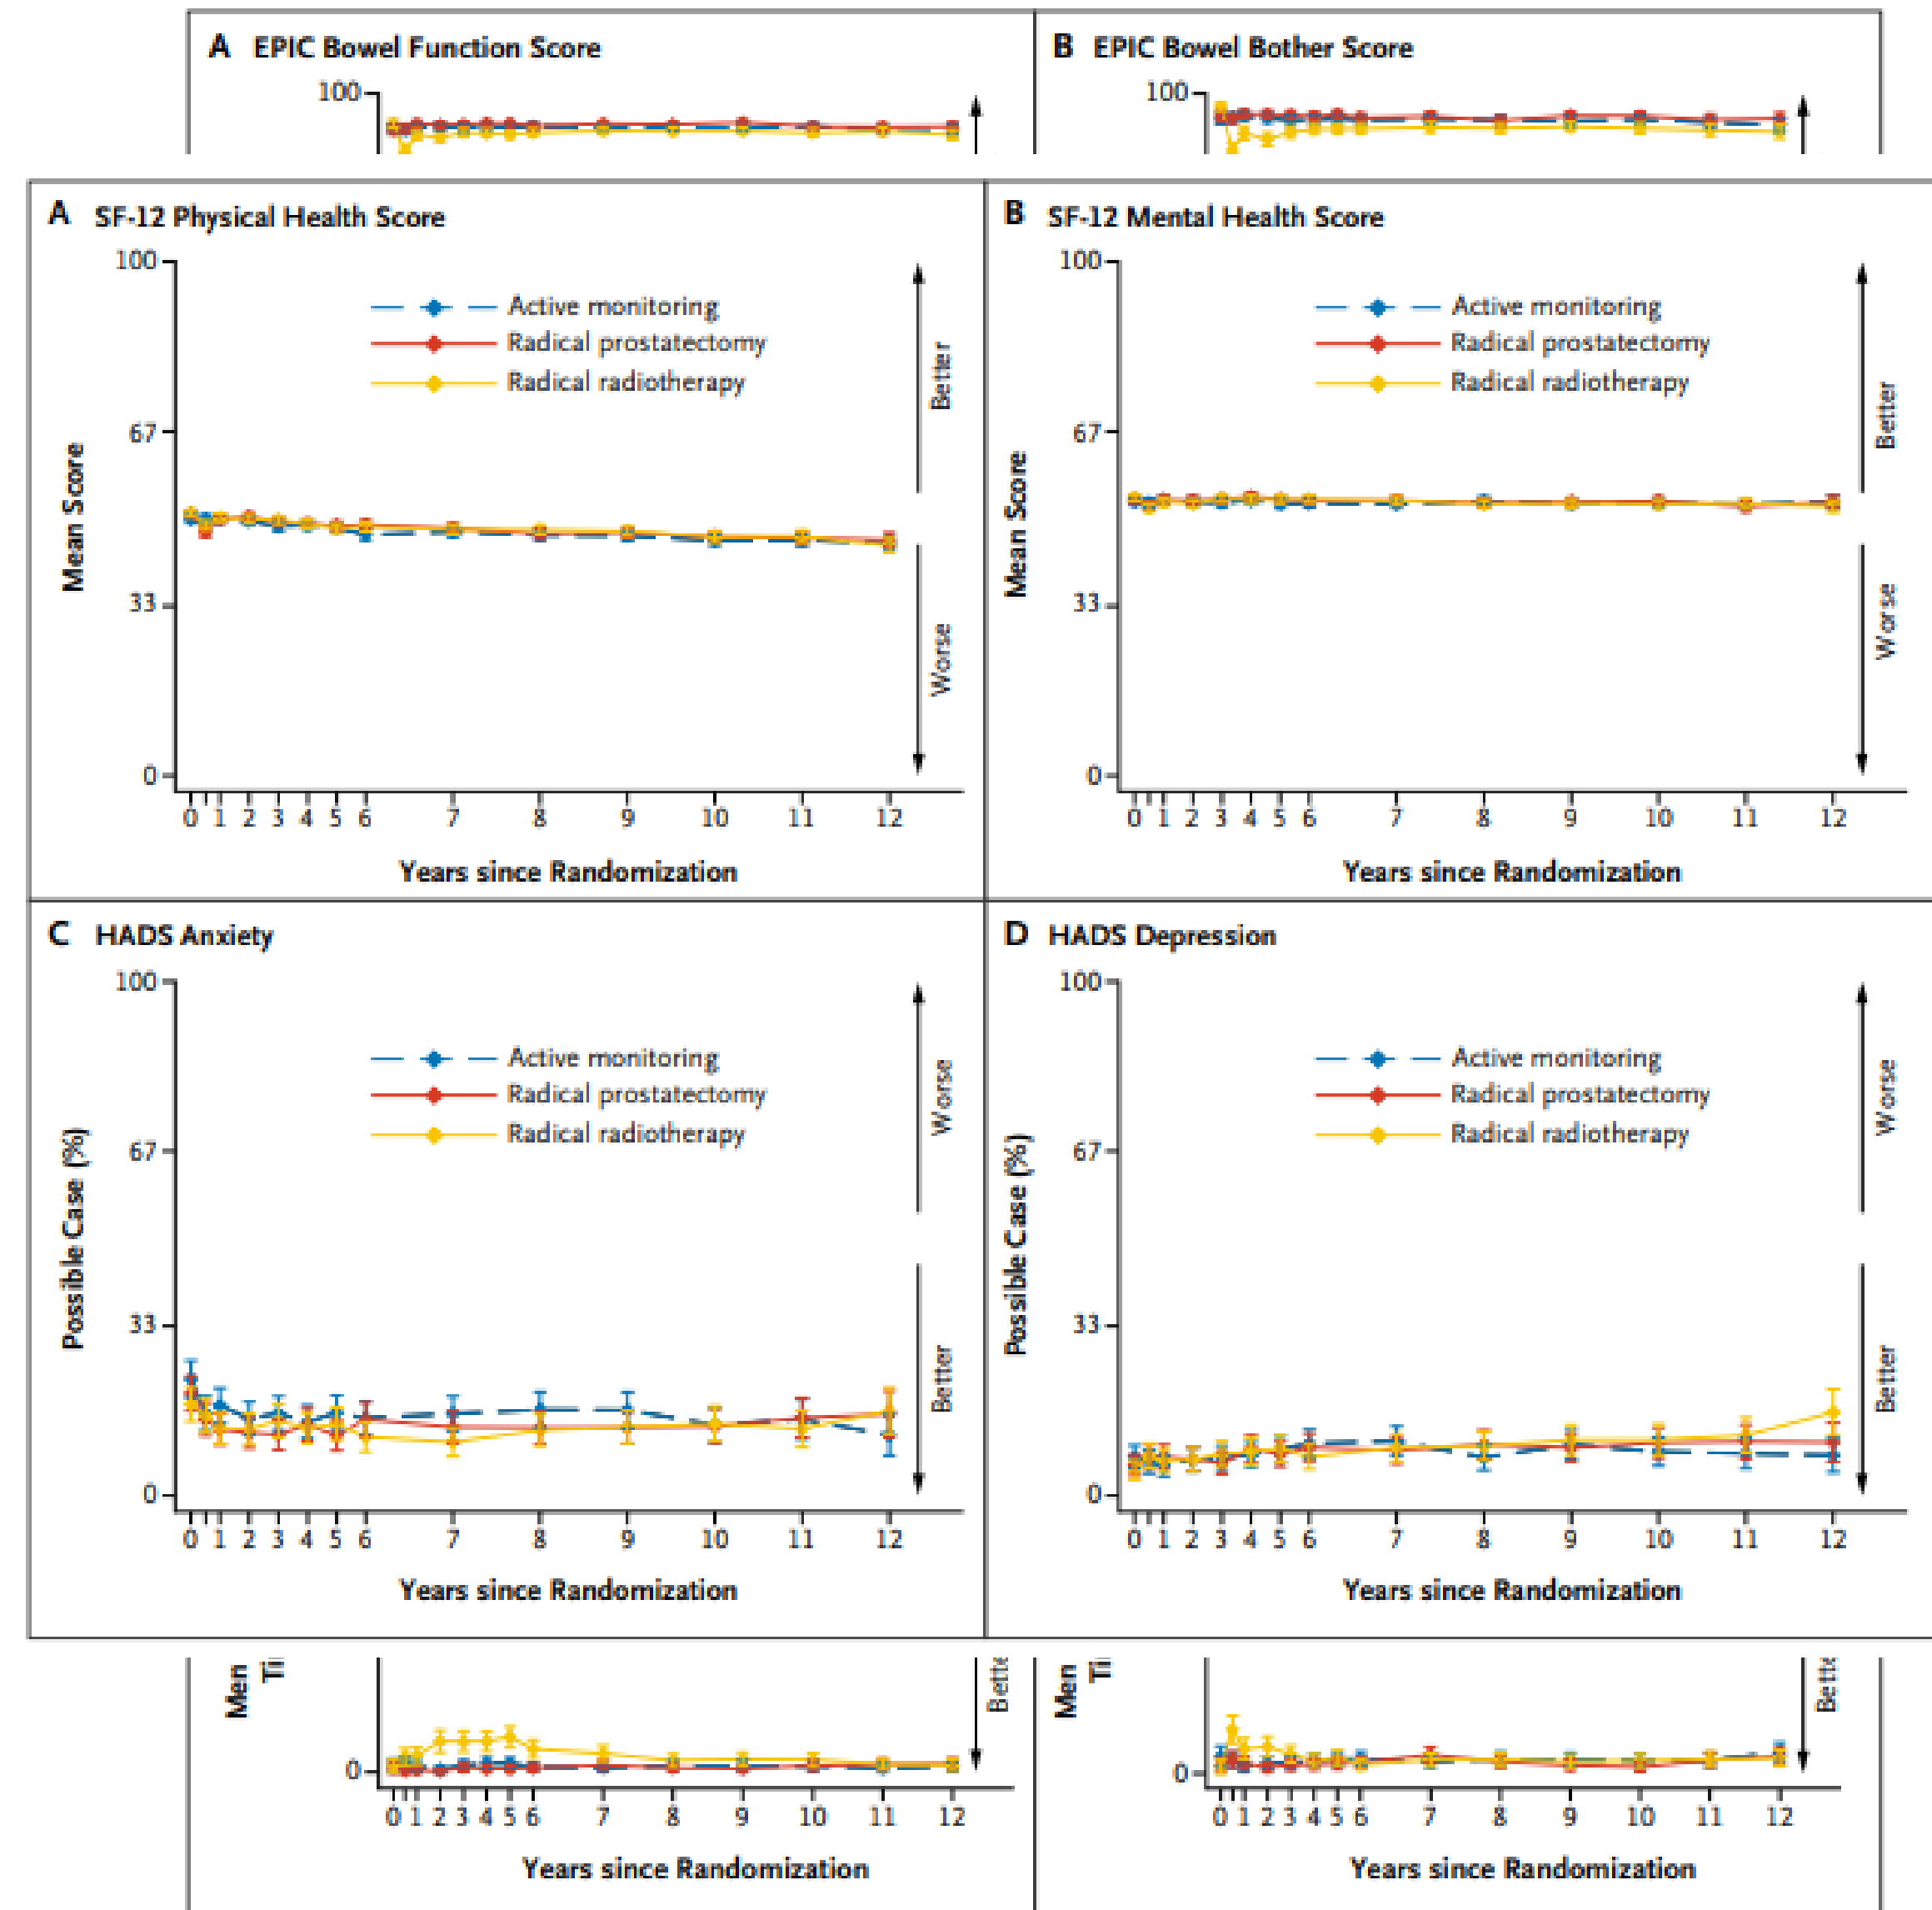 A EPIC Bowel Function Score
100
B EPIC Bowel Bother Score
100
A SF-12 Physical Health Score
100
67
33
0
Mean Score
Active monitoring
Radical prostatectomy
Radical radiotherapy
Better
Worse
0 1 2 3 4 5 6 7 8 9 10 11 12
Years since Randomization
B SF-12 Mental Health Score
100
67
33
0
Mean Score
Active monitoring
Radical prostatectomy
Radical radiotherapy
Better
Worse
0 1 2 3 4 5 6 7 8 9 10 11 12
Years since Randomization
C HADS Anxiety
100
67
33
0
Possible Case (%)
Active monitoring
Radical prostatectomy
Radical radiotherapy
Worse
Better
0 1 2 3 4 5 6 7 8 9 10 11 12
Years since Randomization
D HADS Depression
100
67
33
0
Possible Case (%)
Active monitoring
Radical prostatectomy
Radical radiotherapy
Worse
Better
0 1 2 3 4 5 6 7 8 9 10 11 12
Years since Randomization
Men
Ti
0
0 1 2 3 4 5 6 7 8 9 10 11 12
Years since Randomization
Men
Ti
0
0 1 2 3 4 5 6 7 8 9 10 11 12
Years since Randomization